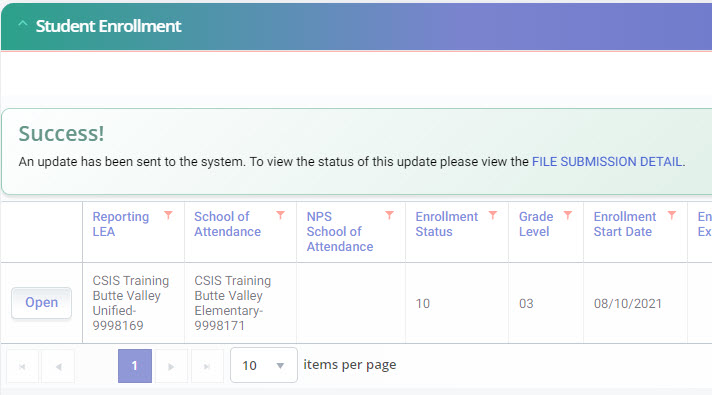 Student Enrollment
Success!
An update has been sent to the system. To view the status of this update please view the FILE SUBMISSION DETAIL.
Reporting LEA
School of Attendance
NPS School of Attendance
Enrollment Status
Grade Level
Enrollment Start Date
En
Ex
Open
CSIS Training Butte Valley Unified-9998169
CSIS Training Butte Valley Elementary-9998171
10
03
08/10/2021
1
10
items per page